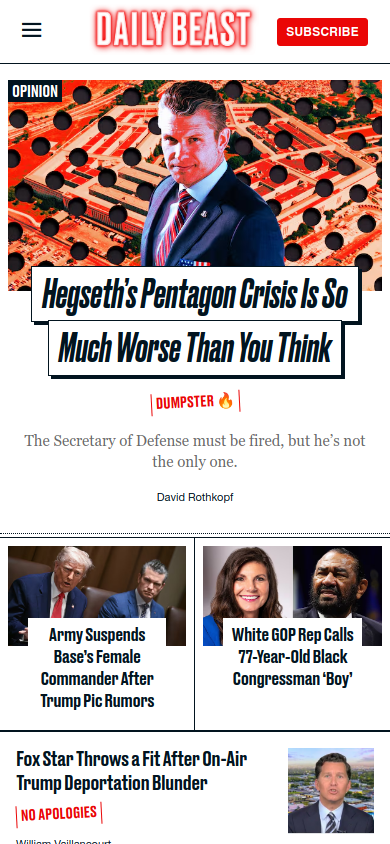 DAILY BEAST
SUBSCRIBE
OPINION
Hegseth's Pentagon Crisis Is So
Much Worse Than You Think
DUMPSTER 🔥
The Secretary of Defense must be fired, but he's not
the only one.
David Rothkopf
Army Suspends
Base's Female
Commander After
Trump Pic Rumors
White GOP Rep Calls
77-Year-Old Black
Congressman 'Boy'
Fox Star Throws a Fit After On-Air
Trump Deportation Blunder
NO APOLOGIES
William Vaillancourt